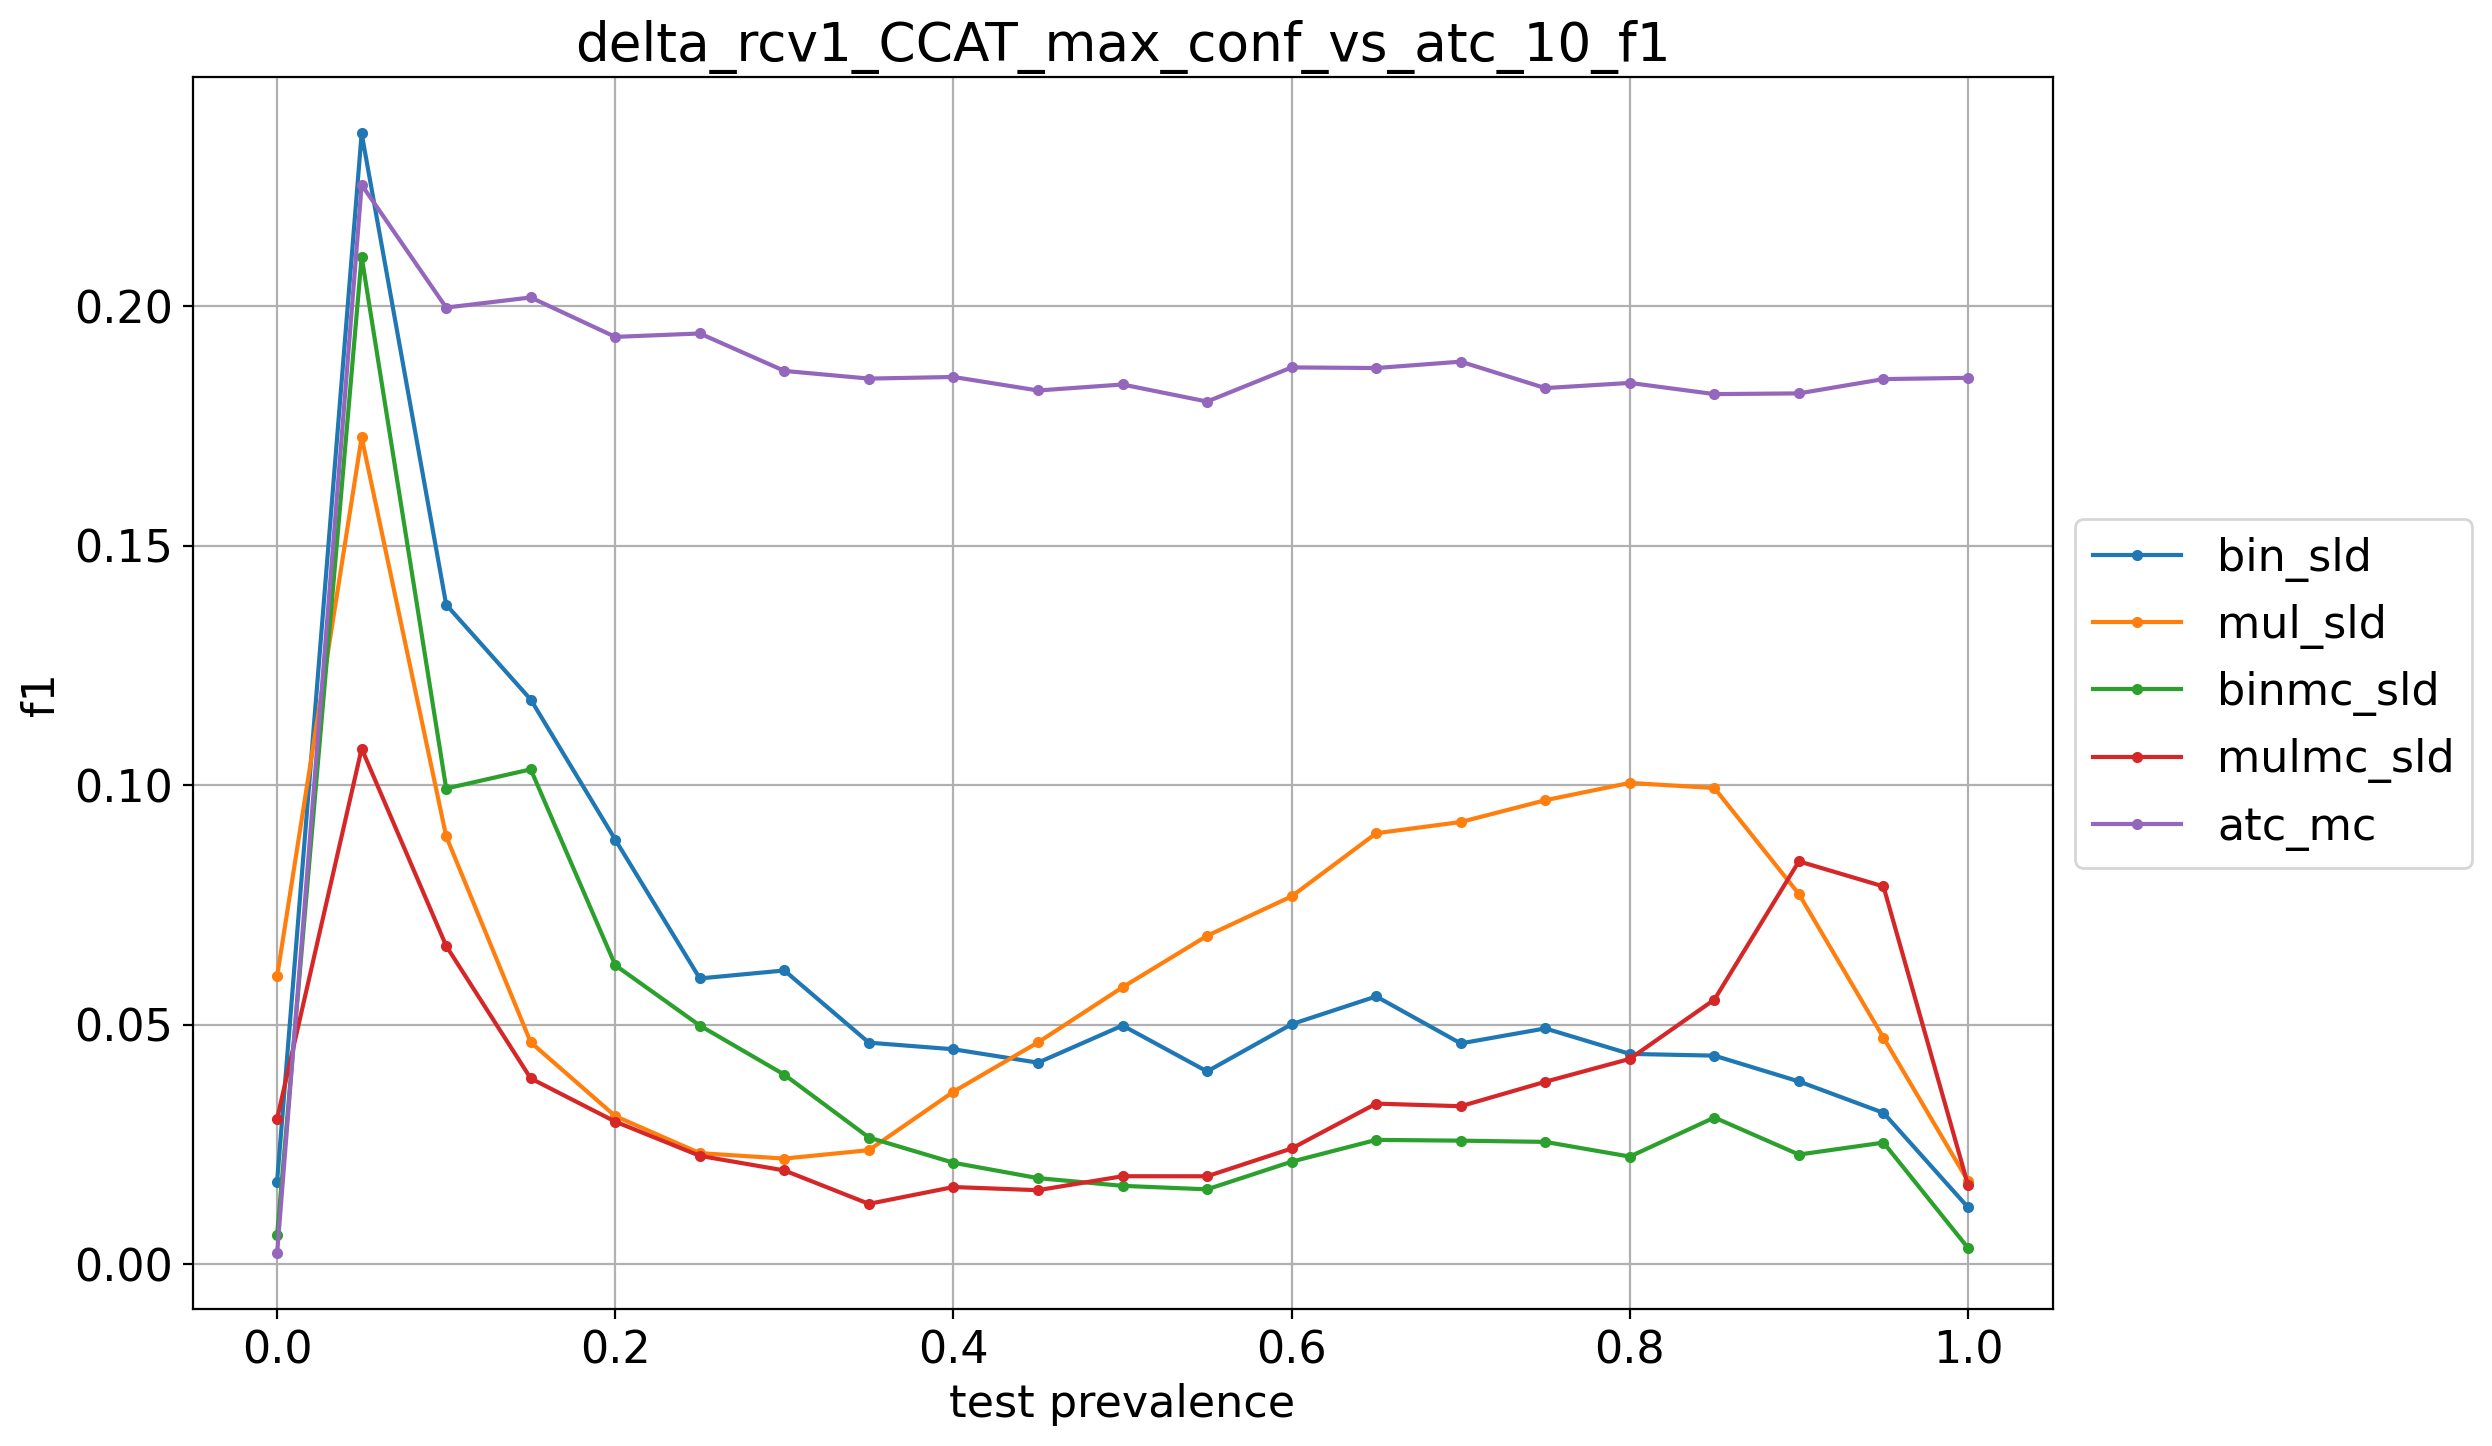 delta_rcv1_CCAT_max_conf_vs_atc_10_f1
f1
0.20
0.15
0.10
0.05
0.00
0.0 0.2 0.4 0.6 0.8 1.0
test prevalence
bin_sld
mul_sld
binmc_sld
mulmc_sld
atc_mc